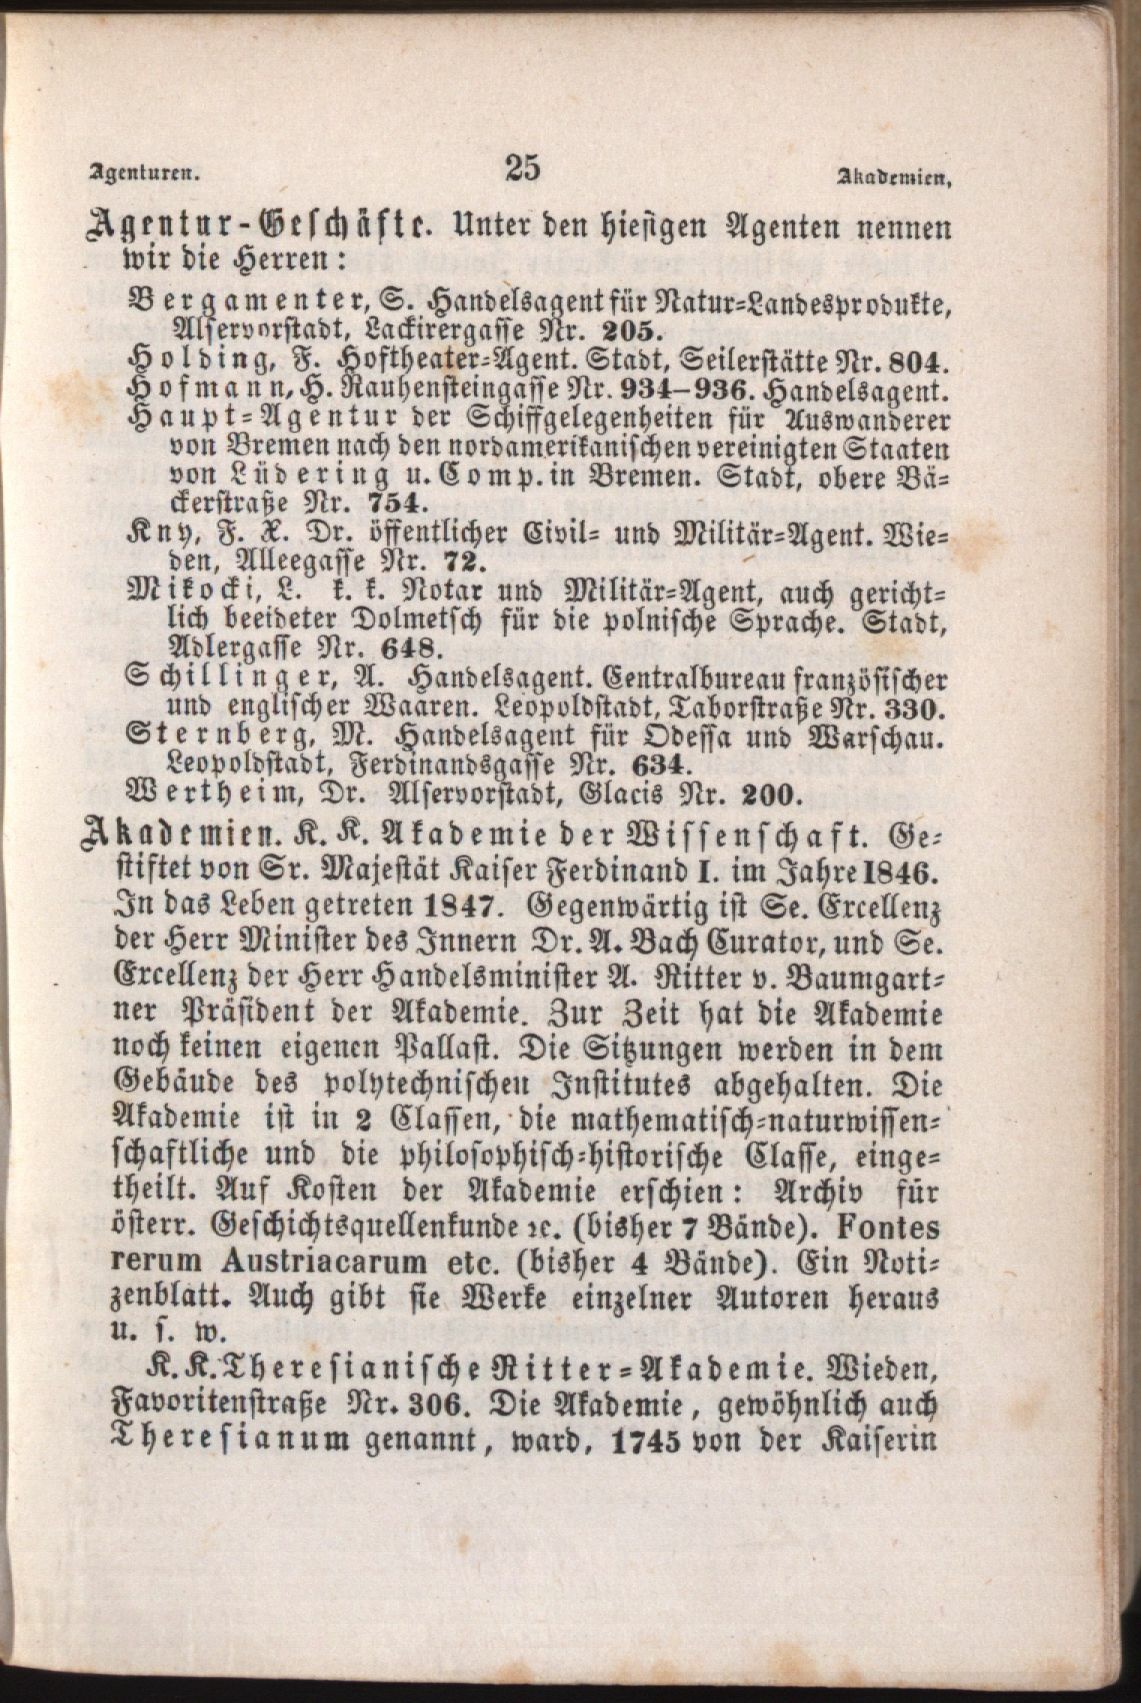 Agenturen. 25 Akademien,
Agentur-Geschäfte. Unter den hiesigen Agenten nennen
wir die Herren:
Bergamenter, S. Handelsagent für Natur-Landesprodukte,
Alservorstadt, Lackirergasse Nr. 205.
Holding, F. Hoftheater-Agent. Stadt, Seilerstätte Nr. 804.
Hofmann, H. Rauhensteingasse Nr. 934–936. Handelsagent.
Haupt-Agentur der Schiffgelegenheiten für Auswanderer
von Bremen nach den nordamerikanischen vereinigten Staaten
von Lüdering u. Comp. in Bremen. Stadt, obere Bä-
ckerstraße Nr. 754.
Kny, F. X. Dr. öffentlicher Civil- und Militär-Agent. Wie-
den, Alleegasse Nr. 72.
Mikocki, L. k. k. Notar und Militär-Agent, auch gericht-
lich beeideter Dolmetsch für die polnische Sprache. Stadt,
Adlergasse Nr. 648.
Schillinger, A. Handelsagent. Centralbureau französischer
und englischer Waaren. Leopoldstadt, Taborstraße Nr. 330.
Sternberg, M. Handelsagent für Odessa und Warschau.
Leopoldstadt, Ferdinandsgasse Nr. 634.
Wertheim, Dr. Alservorstadt, Glacis Nr. 200.
Akademien. K. K. Akademie der Wissenschaft. Ge-
stiftet von Sr. Majestät Kaiser Ferdinand I. im Jahre 1846.
In das Leben getreten 1847. Gegenwärtig ist Se. Excellenz
der Herr Minister des Innern Dr. A. Bach Curator, und Se.
Excellenz der Herr Handelsminister A. Ritter v. Baumgart-
ner Präsident der Akademie. Zur Zeit hat die Akademie
noch keinen eigenen Pallast. Die Sitzungen werden in dem
Gebäude des polytechnischen Institutes abgehalten. Die
Akademie ist in 2 Classen, die mathematisch-naturwissen-
schaftliche und die philosophisch-historische Classe, einge-
theilt. Auf Kosten der Akademie erschien: Archiv für
österr. Geschichtsquellenkunde ꝛc. (bisher 7 Bände). Fontes
rerum Austriacarum etc. (bisher 4 Bände). Ein Noti-
zenblatt. Auch gibt sie Werke einzelner Autoren heraus
u. s. w.
K. K. Theresianische Ritter-Akademie. Wieden,
Favoritenstraße Nr. 306. Die Akademie, gewöhnlich auch
Theresianum genannt, ward, 1745 von der Kaiserin